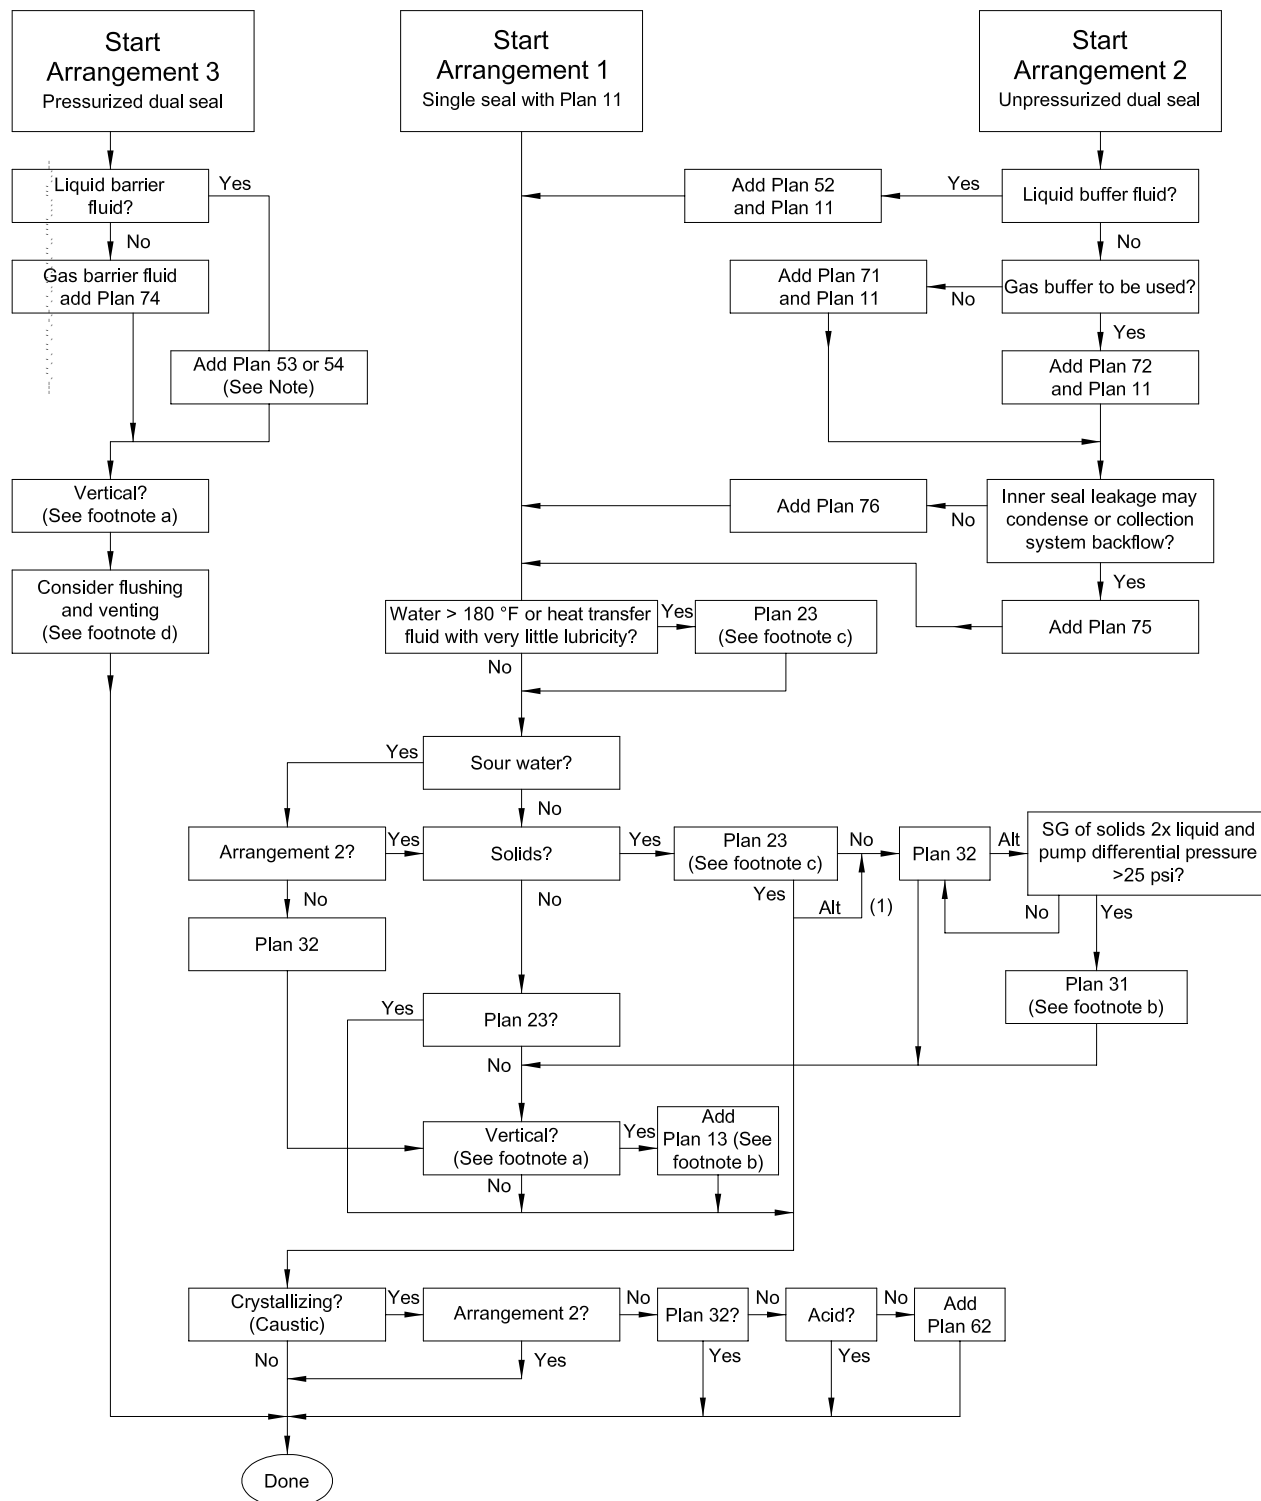 Start
Arrangement 3
Pressurized dual seal
Start
Arrangement 1
Single seal with Plan 11
Start
Arrangement 2
Unpressurized dual seal
Liquid barrier
fluid?
Yes
No
Gas barrier fluid
add Plan 74
Add Plan 53 or 54
(See Note)
Vertical?
(See footnote a)
Consider flushing
and venting
(See footnote d)
Add Plan 52
and Plan 11
Yes
Liquid buffer fluid?
No
Add Plan 71
and Plan 11
No
Gas buffer to be used?
Yes
Add Plan 72
and Plan 11
Add Plan 76
No
Inner seal leakage may
condense or collection
system backflow?
Yes
Add Plan 75
Water > 180 °F or heat transfer
fluid with very little lubricity?
Yes
Plan 23
(See footnote c)
No
Yes
Sour water?
No
Arrangement 2?
Yes
Solids?
Yes
Plan 23
(See footnote c)
No
Plan 32
Alt
SG of solids 2x liquid and
pump differential pressure
>25 psi?
No
No
Yes
Alt
(1)
No
Yes
Plan 32
Plan 31
(See footnote b)
Yes
Plan 23?
No
Vertical?
(See footnote a)
Yes
Add
Plan 13 (See
footnote b)
No
Crystallizing?
(Caustic)
Yes
Arrangement 2?
No
Plan 32?
No
Acid?
No
Add
Plan 62
No
Yes
Yes
Yes
Done